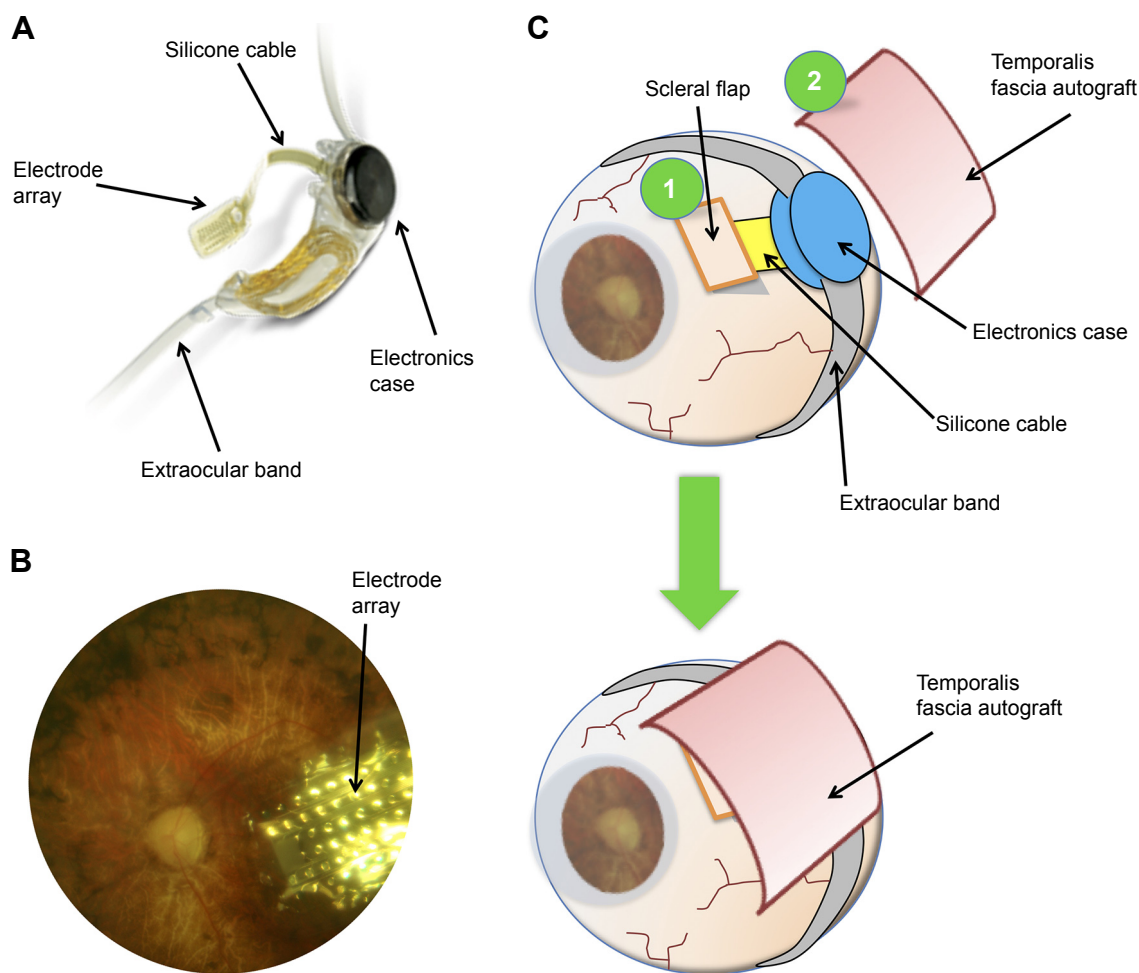 A
Silicone cable
Electrode
array
Electronics
case
Extraocular band
B
Electrode
array
C
2
Temporalis
fascia autograft
Scleral flap
1
Electronics case
Silicone cable
Extraocular band
Temporalis
fascia autograft